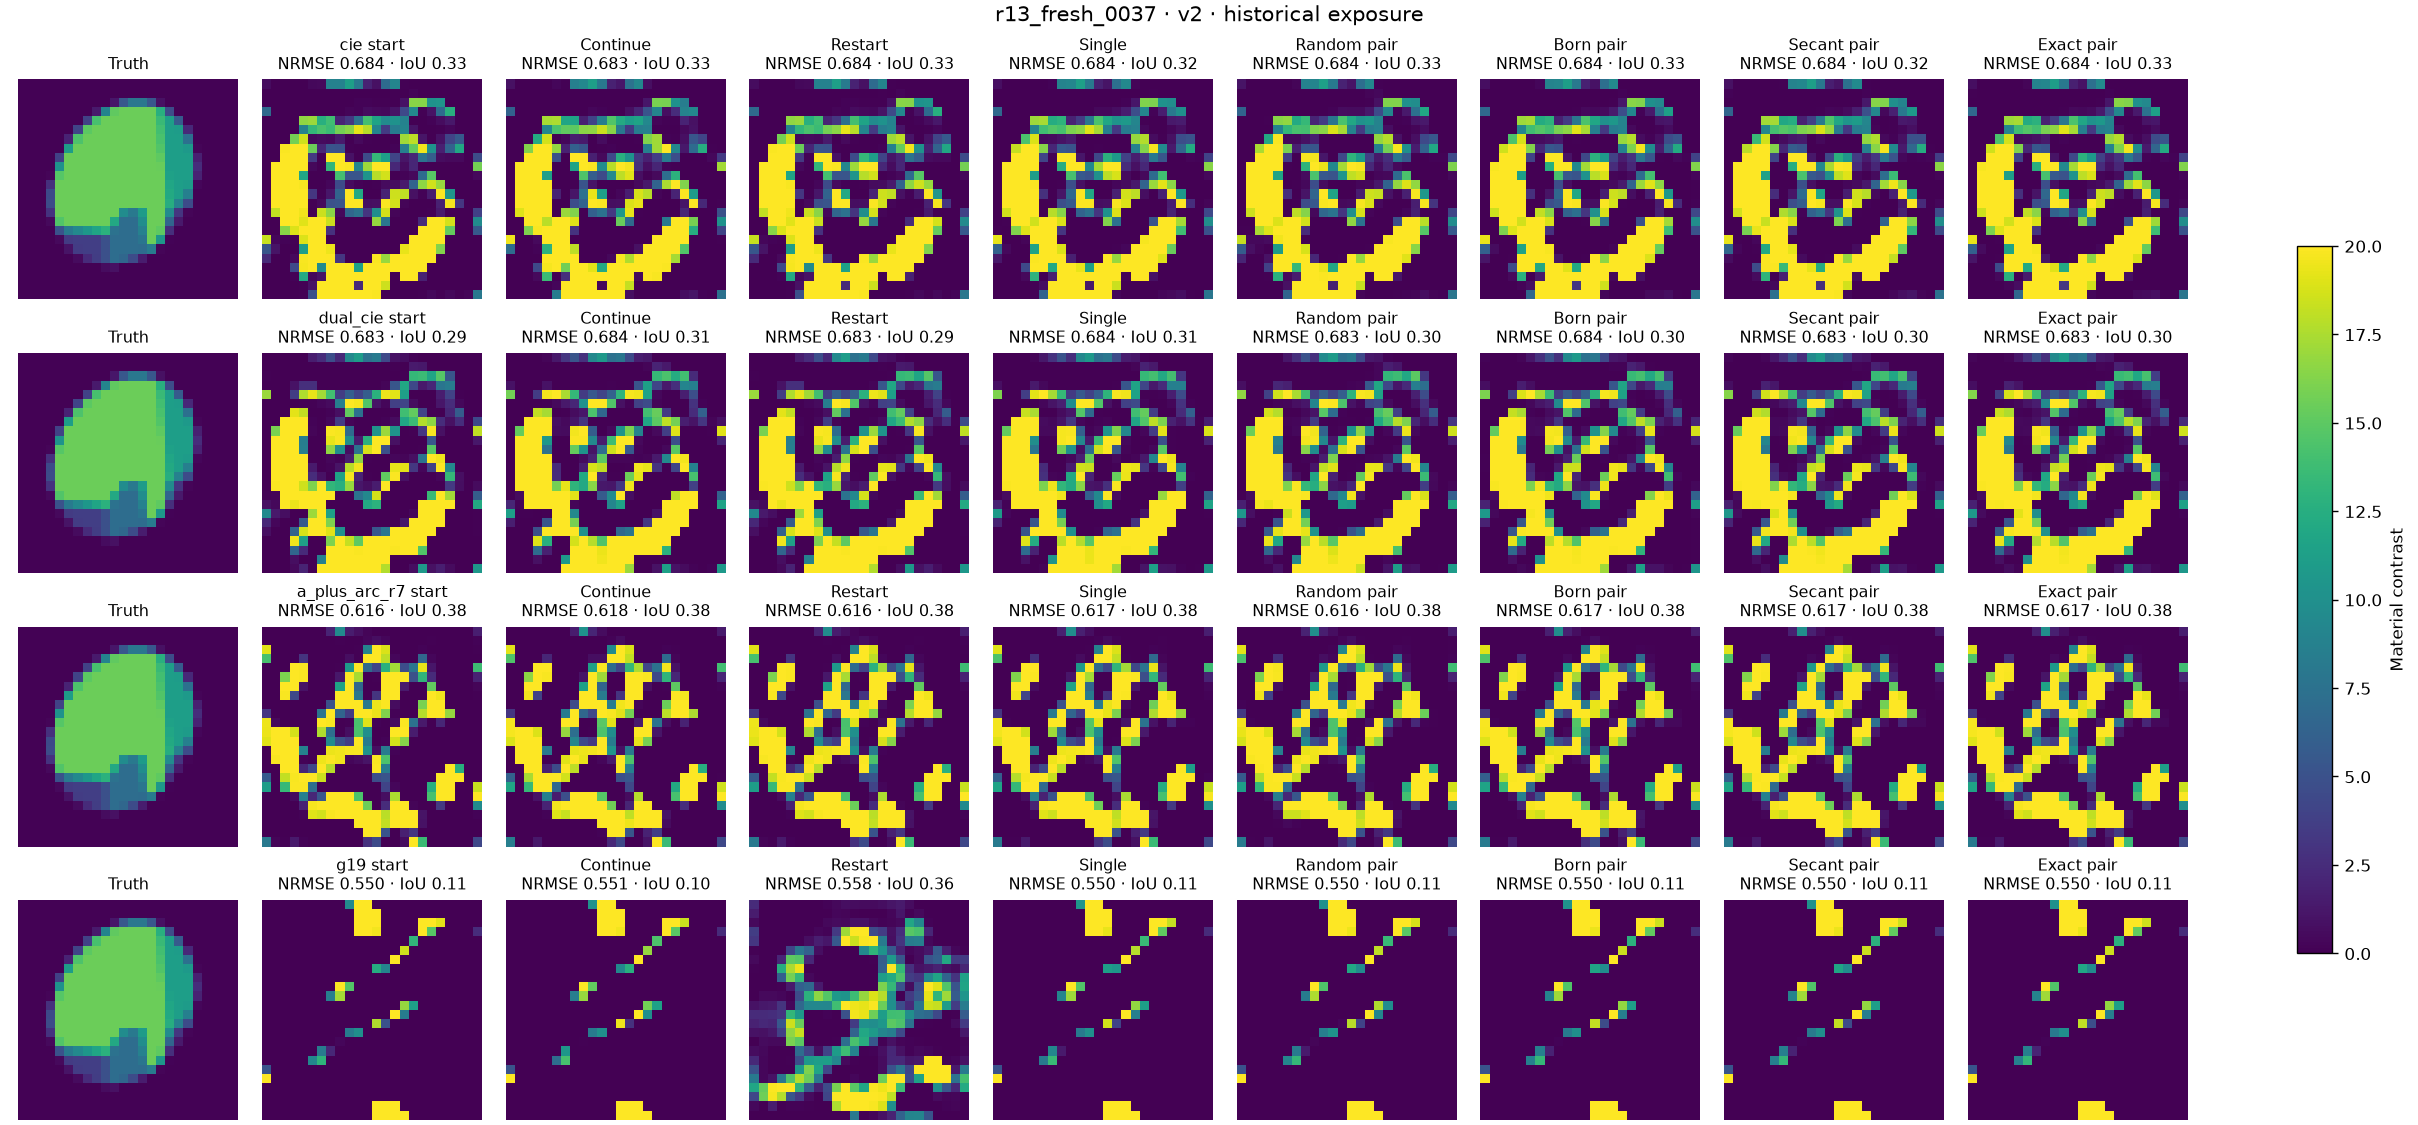 r13_fresh_0037 · v2 · historical exposure
Truth
cie start
NRMSE 0.684 · IoU 0.33
Continue
NRMSE 0.683 · IoU 0.33
Restart
NRMSE 0.684 · IoU 0.33
Single
NRMSE 0.684 · IoU 0.32
Random pair
NRMSE 0.684 · IoU 0.33
Born pair
NRMSE 0.684 · IoU 0.33
Secant pair
NRMSE 0.684 · IoU 0.32
Exact pair
NRMSE 0.684 · IoU 0.33
Truth
dual_cie start
NRMSE 0.683 · IoU 0.29
Continue
NRMSE 0.684 · IoU 0.31
Restart
NRMSE 0.683 · IoU 0.29
Single
NRMSE 0.684 · IoU 0.31
Random pair
NRMSE 0.683 · IoU 0.30
Born pair
NRMSE 0.684 · IoU 0.30
Secant pair
NRMSE 0.683 · IoU 0.30
Exact pair
NRMSE 0.683 · IoU 0.30
Truth
a_plus_arc_r7 start
NRMSE 0.616 · IoU 0.38
Continue
NRMSE 0.618 · IoU 0.38
Restart
NRMSE 0.616 · IoU 0.38
Single
NRMSE 0.617 · IoU 0.38
Random pair
NRMSE 0.616 · IoU 0.38
Born pair
NRMSE 0.617 · IoU 0.38
Secant pair
NRMSE 0.617 · IoU 0.38
Exact pair
NRMSE 0.617 · IoU 0.38
Truth
g19 start
NRMSE 0.550 · IoU 0.11
Continue
NRMSE 0.551 · IoU 0.10
Restart
NRMSE 0.558 · IoU 0.36
Single
NRMSE 0.550 · IoU 0.11
Random pair
NRMSE 0.550 · IoU 0.11
Born pair
NRMSE 0.550 · IoU 0.11
Secant pair
NRMSE 0.550 · IoU 0.11
Exact pair
NRMSE 0.550 · IoU 0.11
20.0
17.5
15.0
12.5
10.0
7.5
5.0
2.5
0.0
Material contrast